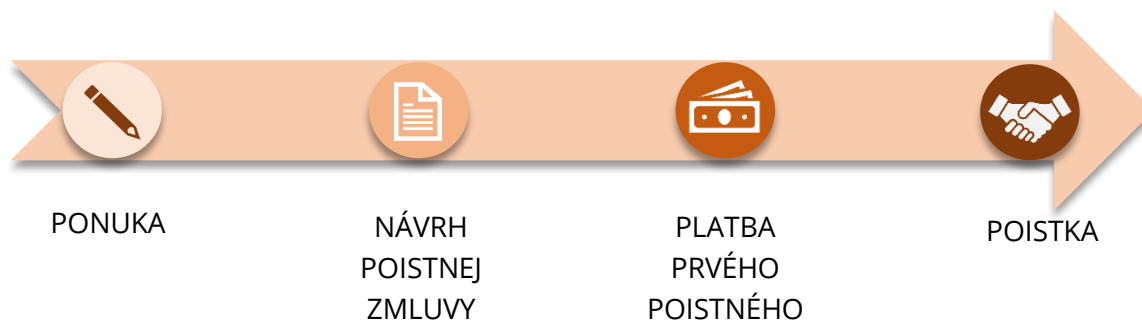 PONUKA
NÁVRH
POISTNEJ
ZMLUVY
PLATBA
PRVÉHO
POISTNÉHO
POISTKA